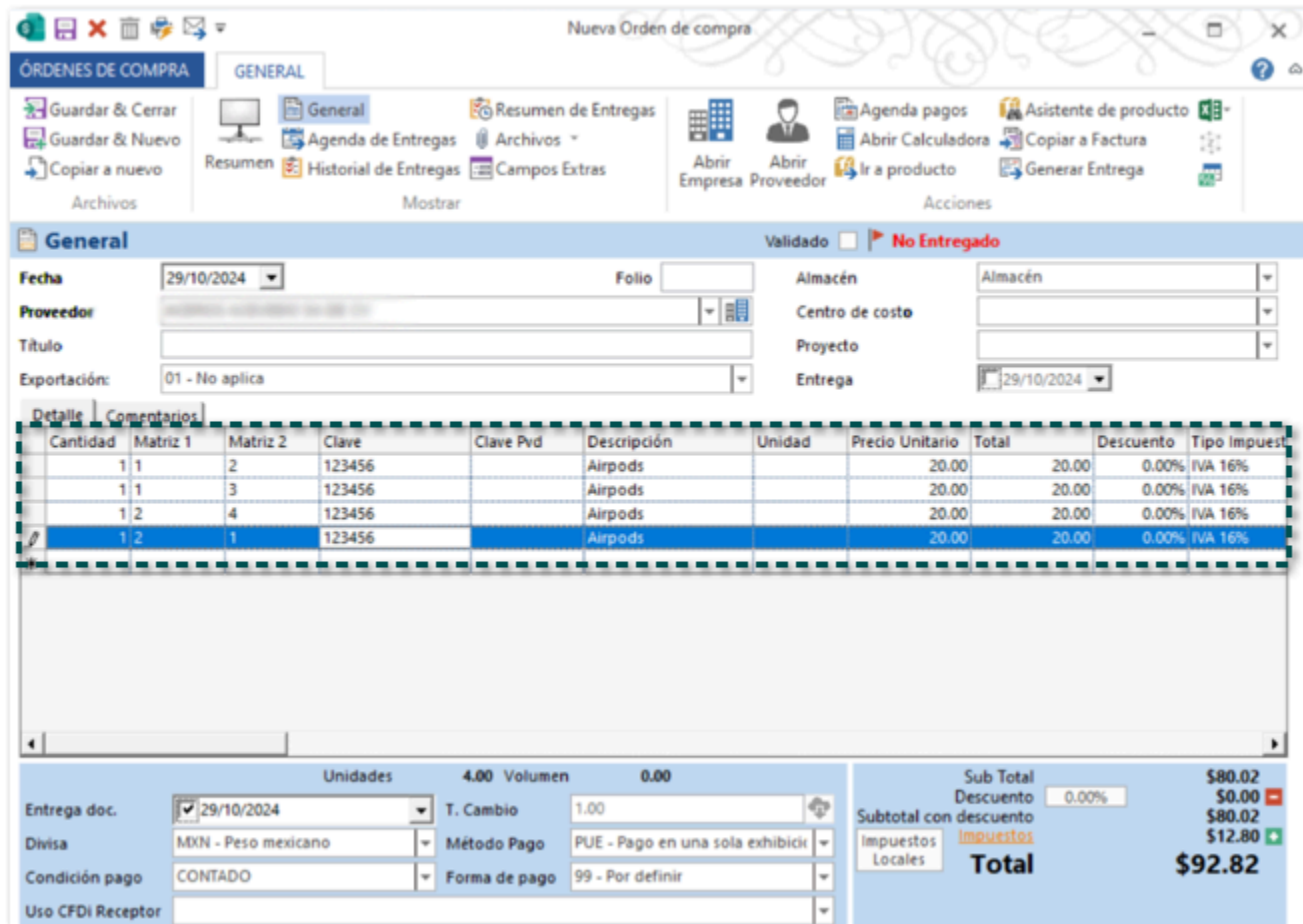 Nueva Orden de compra
ÓRDENES DE COMPRA GENERAL
Guardar & Cerrar General Resumen de Entregas Agenda pagos Asistente de producto
Guardar & Nuevo Agenda de Entregas Archivos Abrir Calculadora Copiar a Factura
Copiar a nuevo Resumen Historial de Entregas Campos Extras Abrir Empresa Abrir Proveedor Ir a producto Generar Entrega
Archivos Mostrar Acciones
General Validado No Entregado
Fecha 29/10/2024 Folio Almacén Almacén
Proveedor Centro de costo
Título Proyecto
Exportación: 01 - No aplica Entrega 29/10/2024
Detalle Comentarios
Cantidad Matriz 1 Matriz 2 Clave Clave Pvd Descripción Unidad Precio Unitario Total Descuento Tipo Impuest
1 1 2 123456 Airpods 20.00 20.00 0.00% IVA 16%
1 1 3 123456 Airpods 20.00 20.00 0.00% IVA 16%
1 2 4 123456 Airpods 20.00 20.00 0.00% IVA 16%
1 2 1 123456 Airpods 20.00 20.00 0.00% IVA 16%
Unidades 4.00 Volumen 0.00 Sub Total $80.02
Entrega doc. 29/10/2024 T. Cambio 1.00 Descuento 0.00% $0.00
Subtotal con descuento $80.02
Divisa MXN - Peso mexicano Método Pago PUE - Pago en una sola exhibici Impuestos Locales Impuestos $12.80
Condición pago CONTADO Forma de pago 99 - Por definir Total $92.82
Uso CFDi Receptor